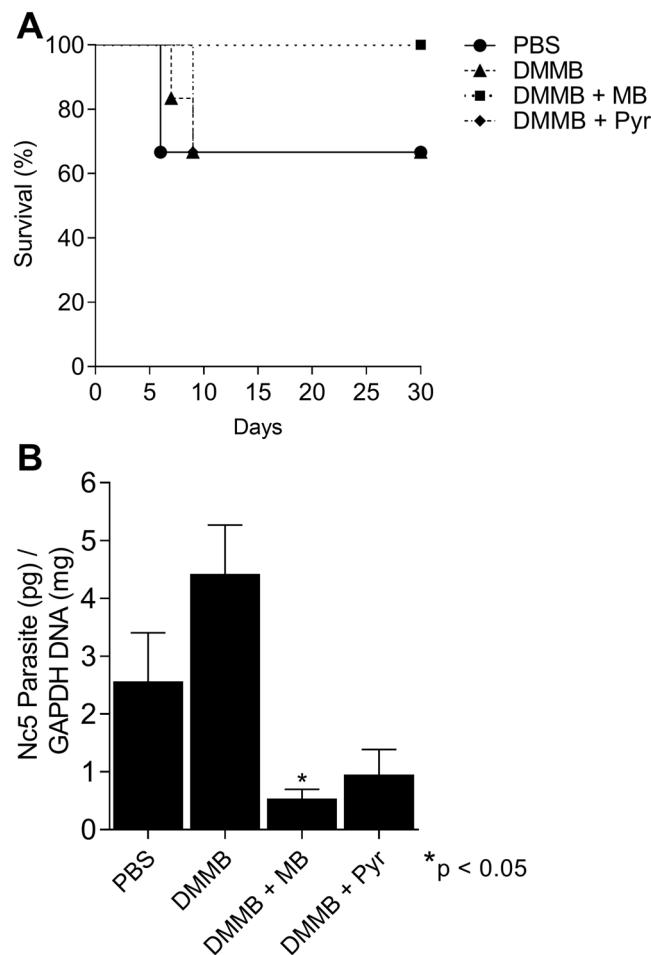 A
Survival (%)
100
80
60
40
20
0
0 5 10 15 20 25 30
Days
PBS
DMMB
DMMB + MB
DMMB + Pyr
B
Nc5 Parasite (pg) /
GAPDH DNA (mg)
6
5
4
3
2
1
0
*
PBS
DMMB
DMMB + MB
DMMB + Pyr
*p < 0.05